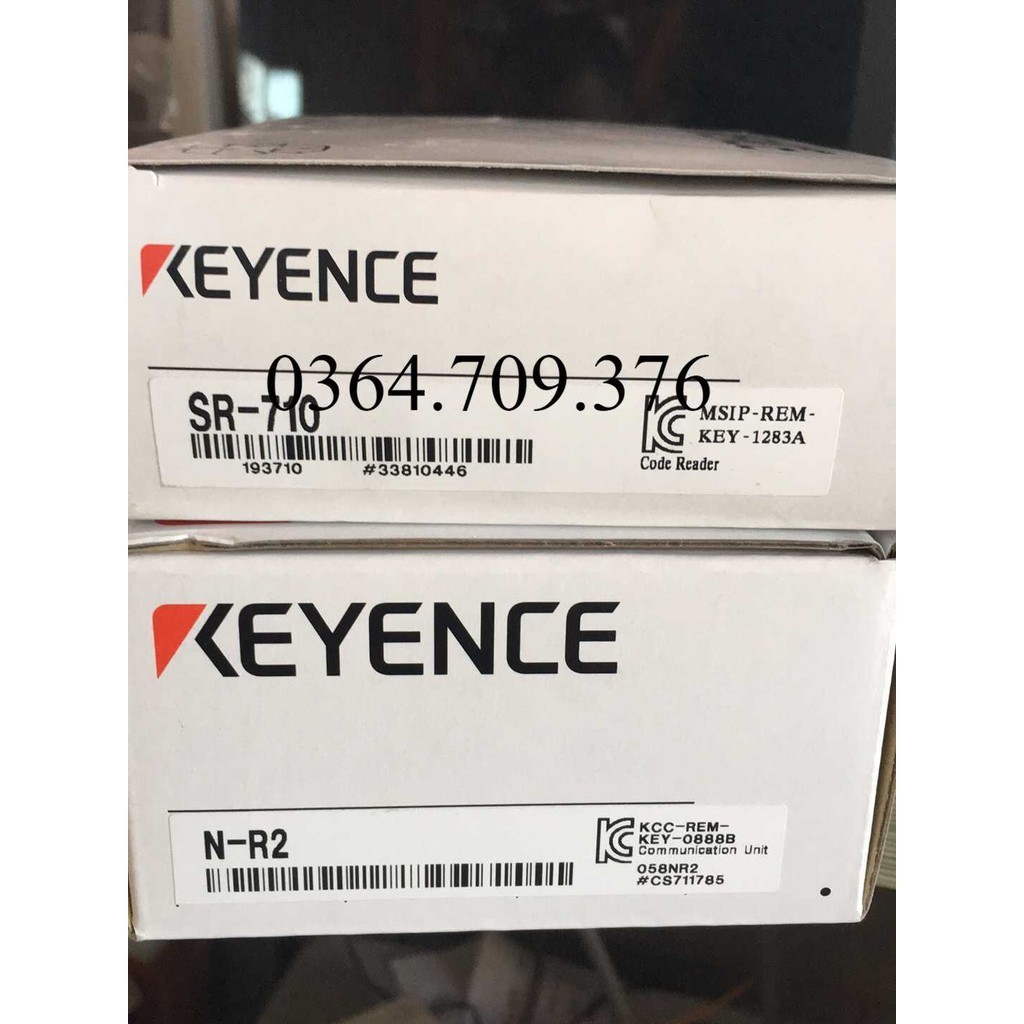 KEYENCE
0364.709.376
SR-710
193710 #33810446
MSIP-REM-
KEY-1283A
Code Reader
KEYENCE
N-R2
KCC-REM-
KEY-0888B
Communication Unit
058NR2
#CS711785